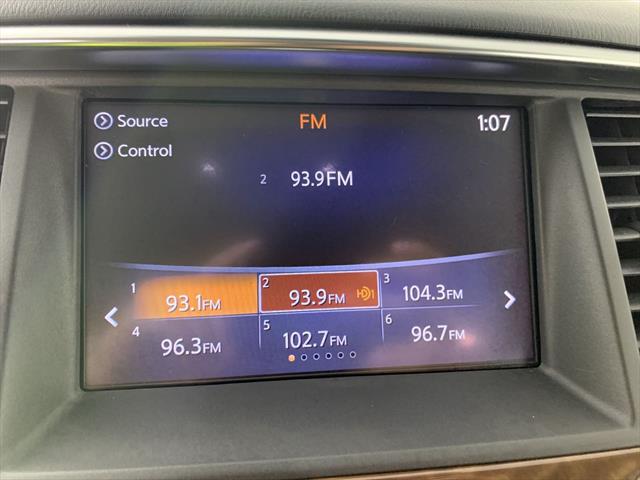 Source FM 1:07
Control
2 93.9FM
1 93.1FM 2 93.9FM HD1 3 104.3FM
4 96.3FM 5 102.7FM 6 96.7FM